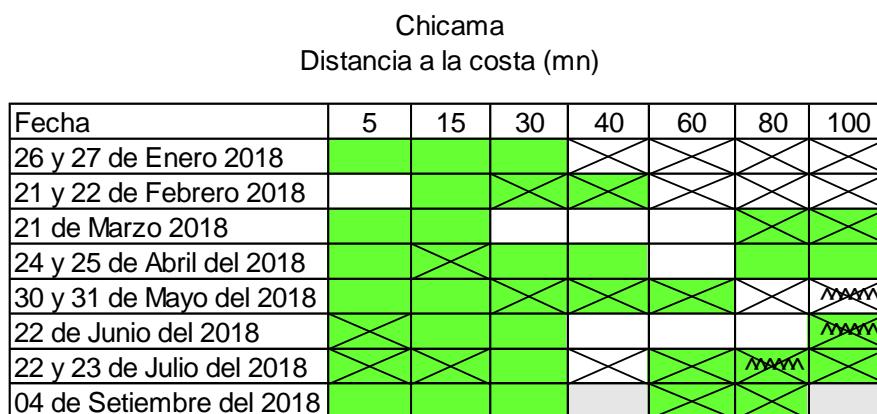 Chicama
Distancia a la costa (mn)
Fecha 5 15 30 40 60 80 100
26 y 27 de Enero 2018
21 y 22 de Febrero 2018
21 de Marzo 2018
24 y 25 de Abril del 2018
30 y 31 de Mayo del 2018
22 de Junio del 2018
22 y 23 de Julio del 2018
04 de Setiembre del 2018